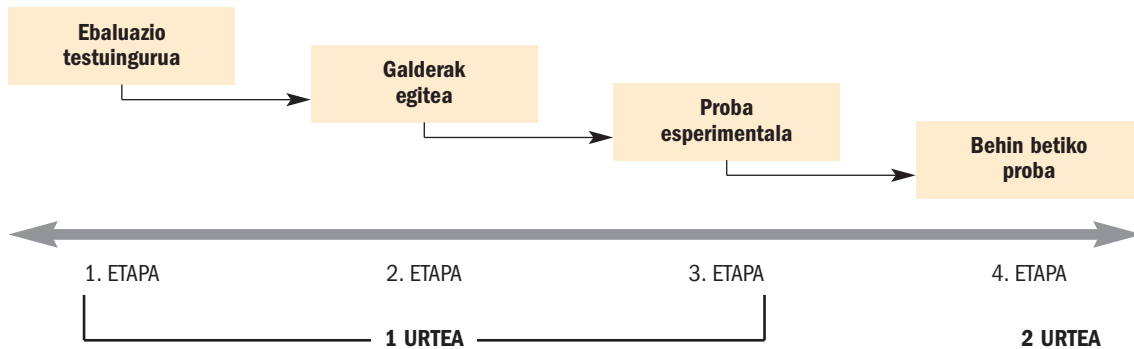 Ebaluazio
testuingurua
Galderak
egitea
Proba
esperimentala
Behin betiko
proba
1. ETAPA
2. ETAPA
3. ETAPA
4. ETAPA
1 URTEA
2 URTEA